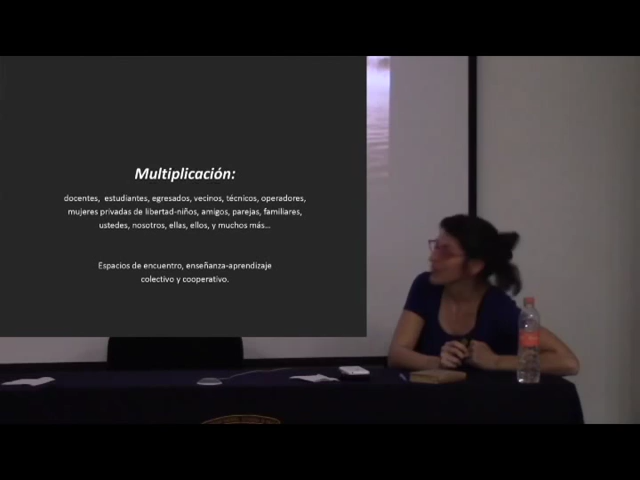 Multiplicación:
docentes, estudiantes, egresados, vecinos, técnicos, operadores,
mujeres privadas de libertad-niños, amigos, parejas, familiares,
ustedes, nosotros, ellas, ellos, y muchos más...
Espacios de encuentro, enseñanza-aprendizaje
colectivo y cooperativo.